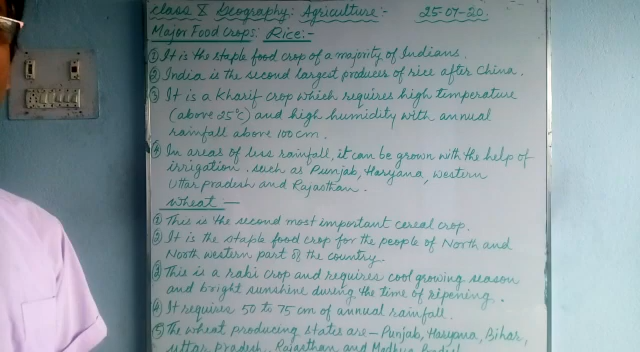 class 8 Geography: Agriculture:- 25-07-20.
Major Food Crops: Rice:-
① It is the staple food crop of a majority of Indians.
② India is the second largest producer of rice after China.
③ It is a kharif crop which requires high temperature
(above 25°C) and high humidity with annual
rainfall above 100 cm.
④ In areas of less rainfall, it can be grown with the help of
irrigation. such as Punjab, Haryana, western
Uttar pradesh and Rajasthan.
Wheat —
① This is the second most important cereal crop.
② It is the staple food crop for the people of North and
North western part of the country.
③ This is a rabi crop and requires cool growing season
and bright sunshine during the time of ripening.
④ It requires 50 to 75 cm of annual rainfall.
⑤ The wheat producing states are — Punjab, Haryana, Bihar,
uttar pradesh, Rajasthan and Madhya